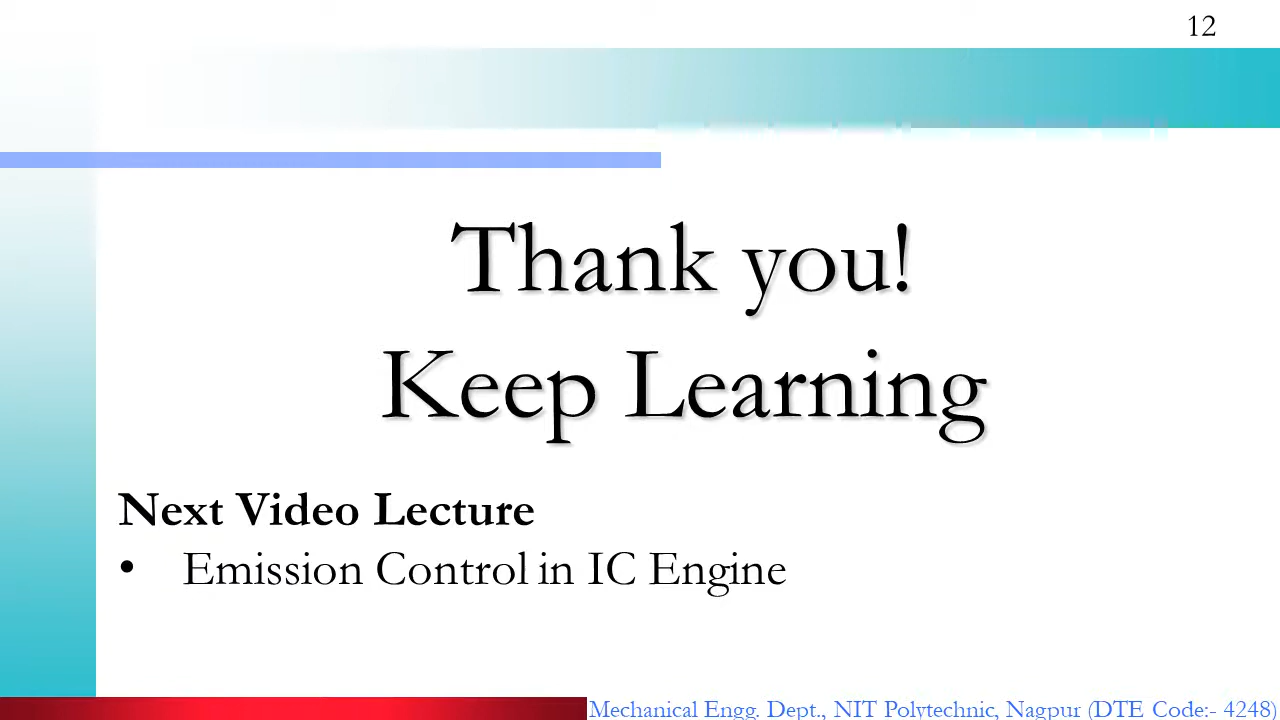 12
Thank you!
Keep Learning
Next Video Lecture
• Emission Control in IC Engine
Mechanical Engg. Dept., NIT Polytechnic, Nagpur (DTE Code:- 4248)